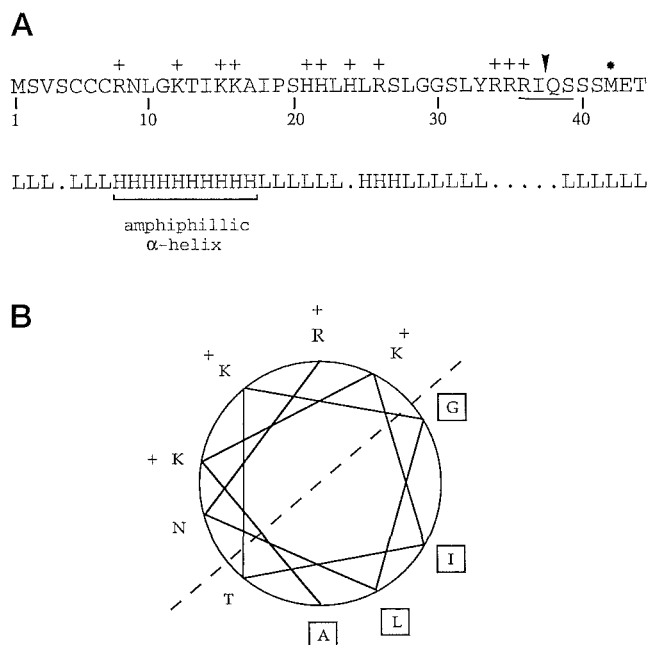 A
+ + + + + + + + + + + *
MSVSCCCRNLGKTIKKAIPSHHLHLRSLGGSLYRRRIQSSSMET
1 10 20 30 40
LLL.LLLHHHHHHHHHHLLLLLL.HHHLLLLLL.....LLLLLL
amphiphillic
α-helix
B
+
R
+
K
+
K
G
+ K
N
I
T
L
A